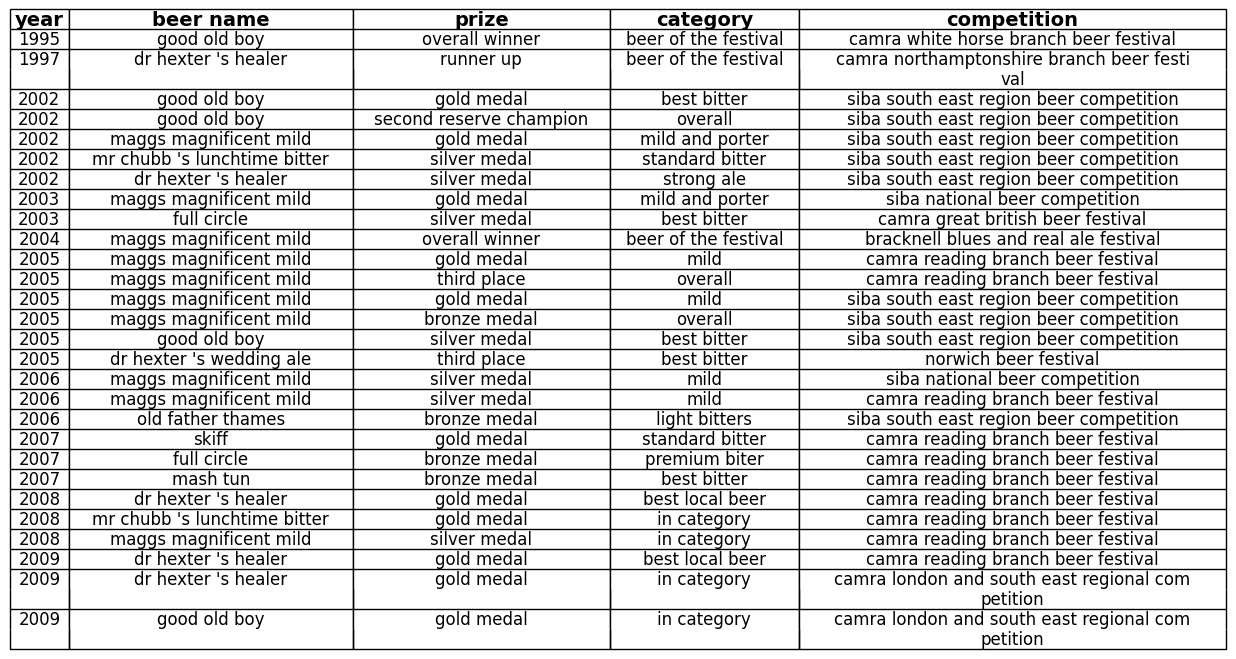 year beer name prize category competition
1995 good old boy overall winner beer of the festival camra white horse branch beer festival
1997 dr hexter 's healer runner up beer of the festival camra northamptonshire branch beer festi
val
2002 good old boy gold medal best bitter siba south east region beer competition
2002 good old boy second reserve champion overall siba south east region beer competition
2002 maggs magnificent mild gold medal mild and porter siba south east region beer competition
2002 mr chubb 's lunchtime bitter silver medal standard bitter siba south east region beer competition
2002 dr hexter 's healer silver medal strong ale siba south east region beer competition
2003 maggs magnificent mild gold medal mild and porter siba national beer competition
2003 full circle silver medal best bitter camra great british beer festival
2004 maggs magnificent mild overall winner beer of the festival bracknell blues and real ale festival
2005 maggs magnificent mild gold medal mild camra reading branch beer festival
2005 maggs magnificent mild third place overall camra reading branch beer festival
2005 maggs magnificent mild gold medal mild siba south east region beer competition
2005 maggs magnificent mild bronze medal overall siba south east region beer competition
2005 good old boy silver medal best bitter siba south east region beer competition
2005 dr hexter 's wedding ale third place best bitter norwich beer festival
2006 maggs magnificent mild silver medal mild siba national beer competition
2006 maggs magnificent mild silver medal mild camra reading branch beer festival
2006 old father thames bronze medal light bitters siba south east region beer competition
2007 skiff gold medal standard bitter camra reading branch beer festival
2007 full circle bronze medal premium biter camra reading branch beer festival
2007 mash tun bronze medal best bitter camra reading branch beer festival
2008 dr hexter 's healer gold medal best local beer camra reading branch beer festival
2008 mr chubb 's lunchtime bitter gold medal in category camra reading branch beer festival
2008 maggs magnificent mild silver medal in category camra reading branch beer festival
2009 dr hexter 's healer gold medal best local beer camra reading branch beer festival
2009 dr hexter 's healer gold medal in category camra london and south east regional com
petition
2009 good old boy gold medal in category camra london and south east regional com
petition